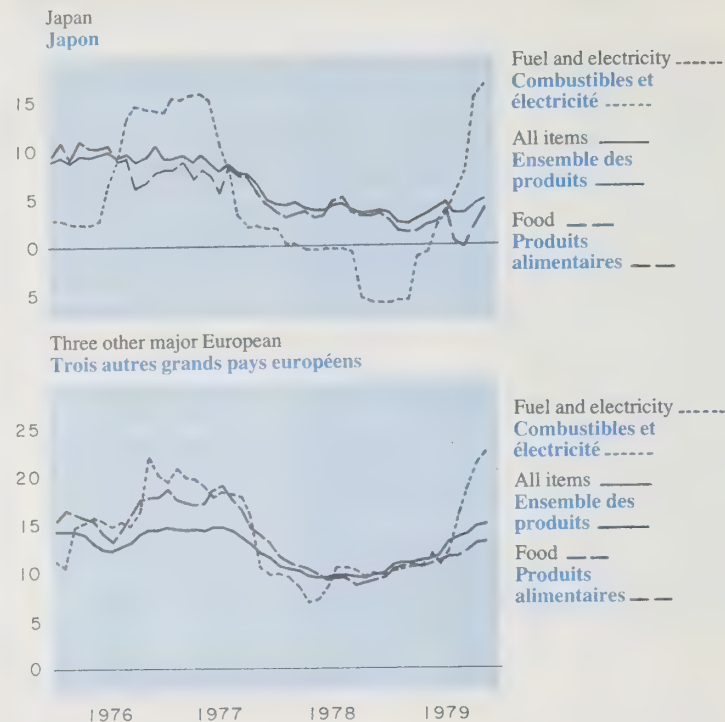 Japan
Japon
Fuel and electricity
Combustibles et
électricité
All items
Ensemble des
produits
Food
Produits
alimentaires
15
10
5
0
5
Three other major European
Trois autres grands pays européens
Fuel and electricity
Combustibles et
électricité
All items
Ensemble des
produits
Food
Produits
alimentaires
25
20
15
10
5
0
1976 1977 1978 1979